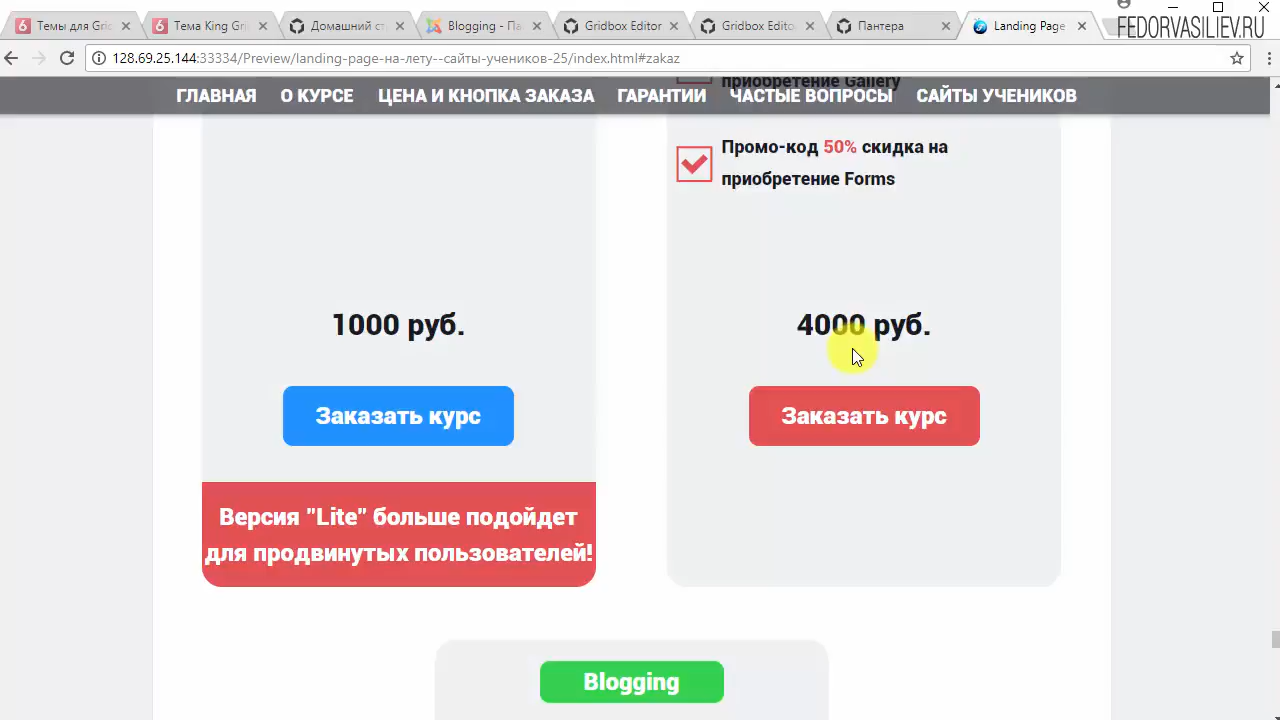 Темы для Gri
Тема King Gri
Домашний ст
Blogging - Па
Gridbox Editor
Gridbox Edito
Пантера
Landing Page
FEDORVASILIEV.RU
128.69.25.144:33334/Preview/landing-page-на-лету--сайты-учеников-25/index.html#zakaz
приобретение Gallery
ГЛАВНАЯ О КУРСЕ ЦЕНА И КНОПКА ЗАКАЗА ГАРАНТИИ ЧАСТЫЕ ВОПРОСЫ САЙТЫ УЧЕНИКОВ
Промо-код 50% скидка на
приобретение Forms
1000 руб.
4000 руб.
Заказать курс
Заказать курс
Версия "Lite" больше подойдет
для продвинутых пользователей!
Blogging